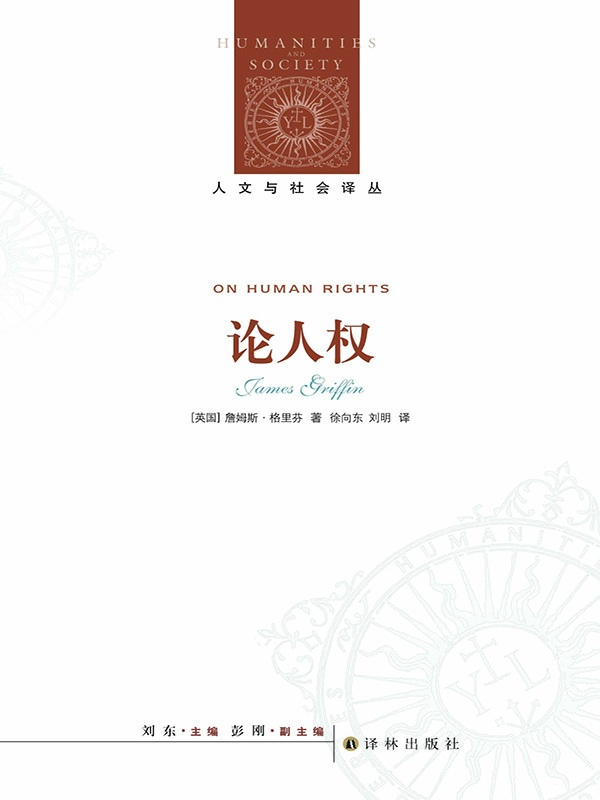 HUMANITIES
AND
SOCIETY
YL
人文与社会译丛
ON HUMAN RIGHTS
论人权
James Griffin
[英国] 詹姆斯·格里芬 著 徐向东 刘明 译
HUMANITIES
YL
刘东·主编 彭刚·副主编
译林出版社